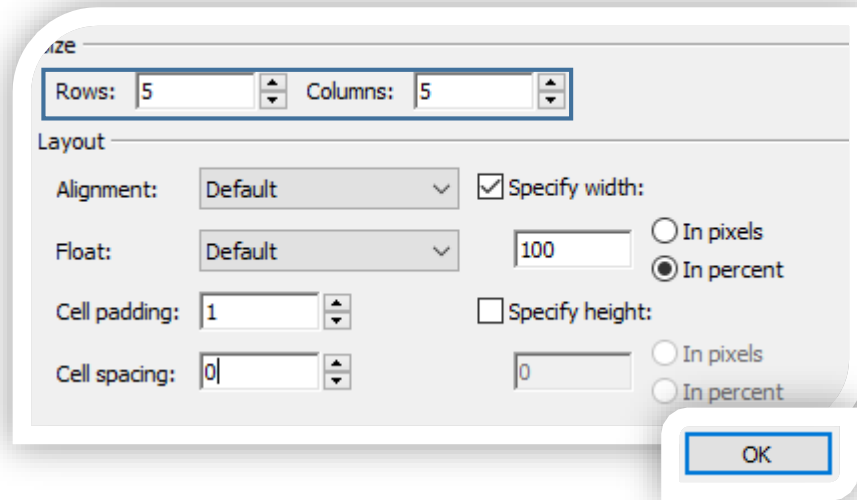 Rows: 5 Columns: 5
Layout
Alignment: Default Specify width:
Float: Default 100 In pixels
In percent
Cell padding: 1 Specify height:
Cell spacing: 0 0 In pixels
In percent
OK